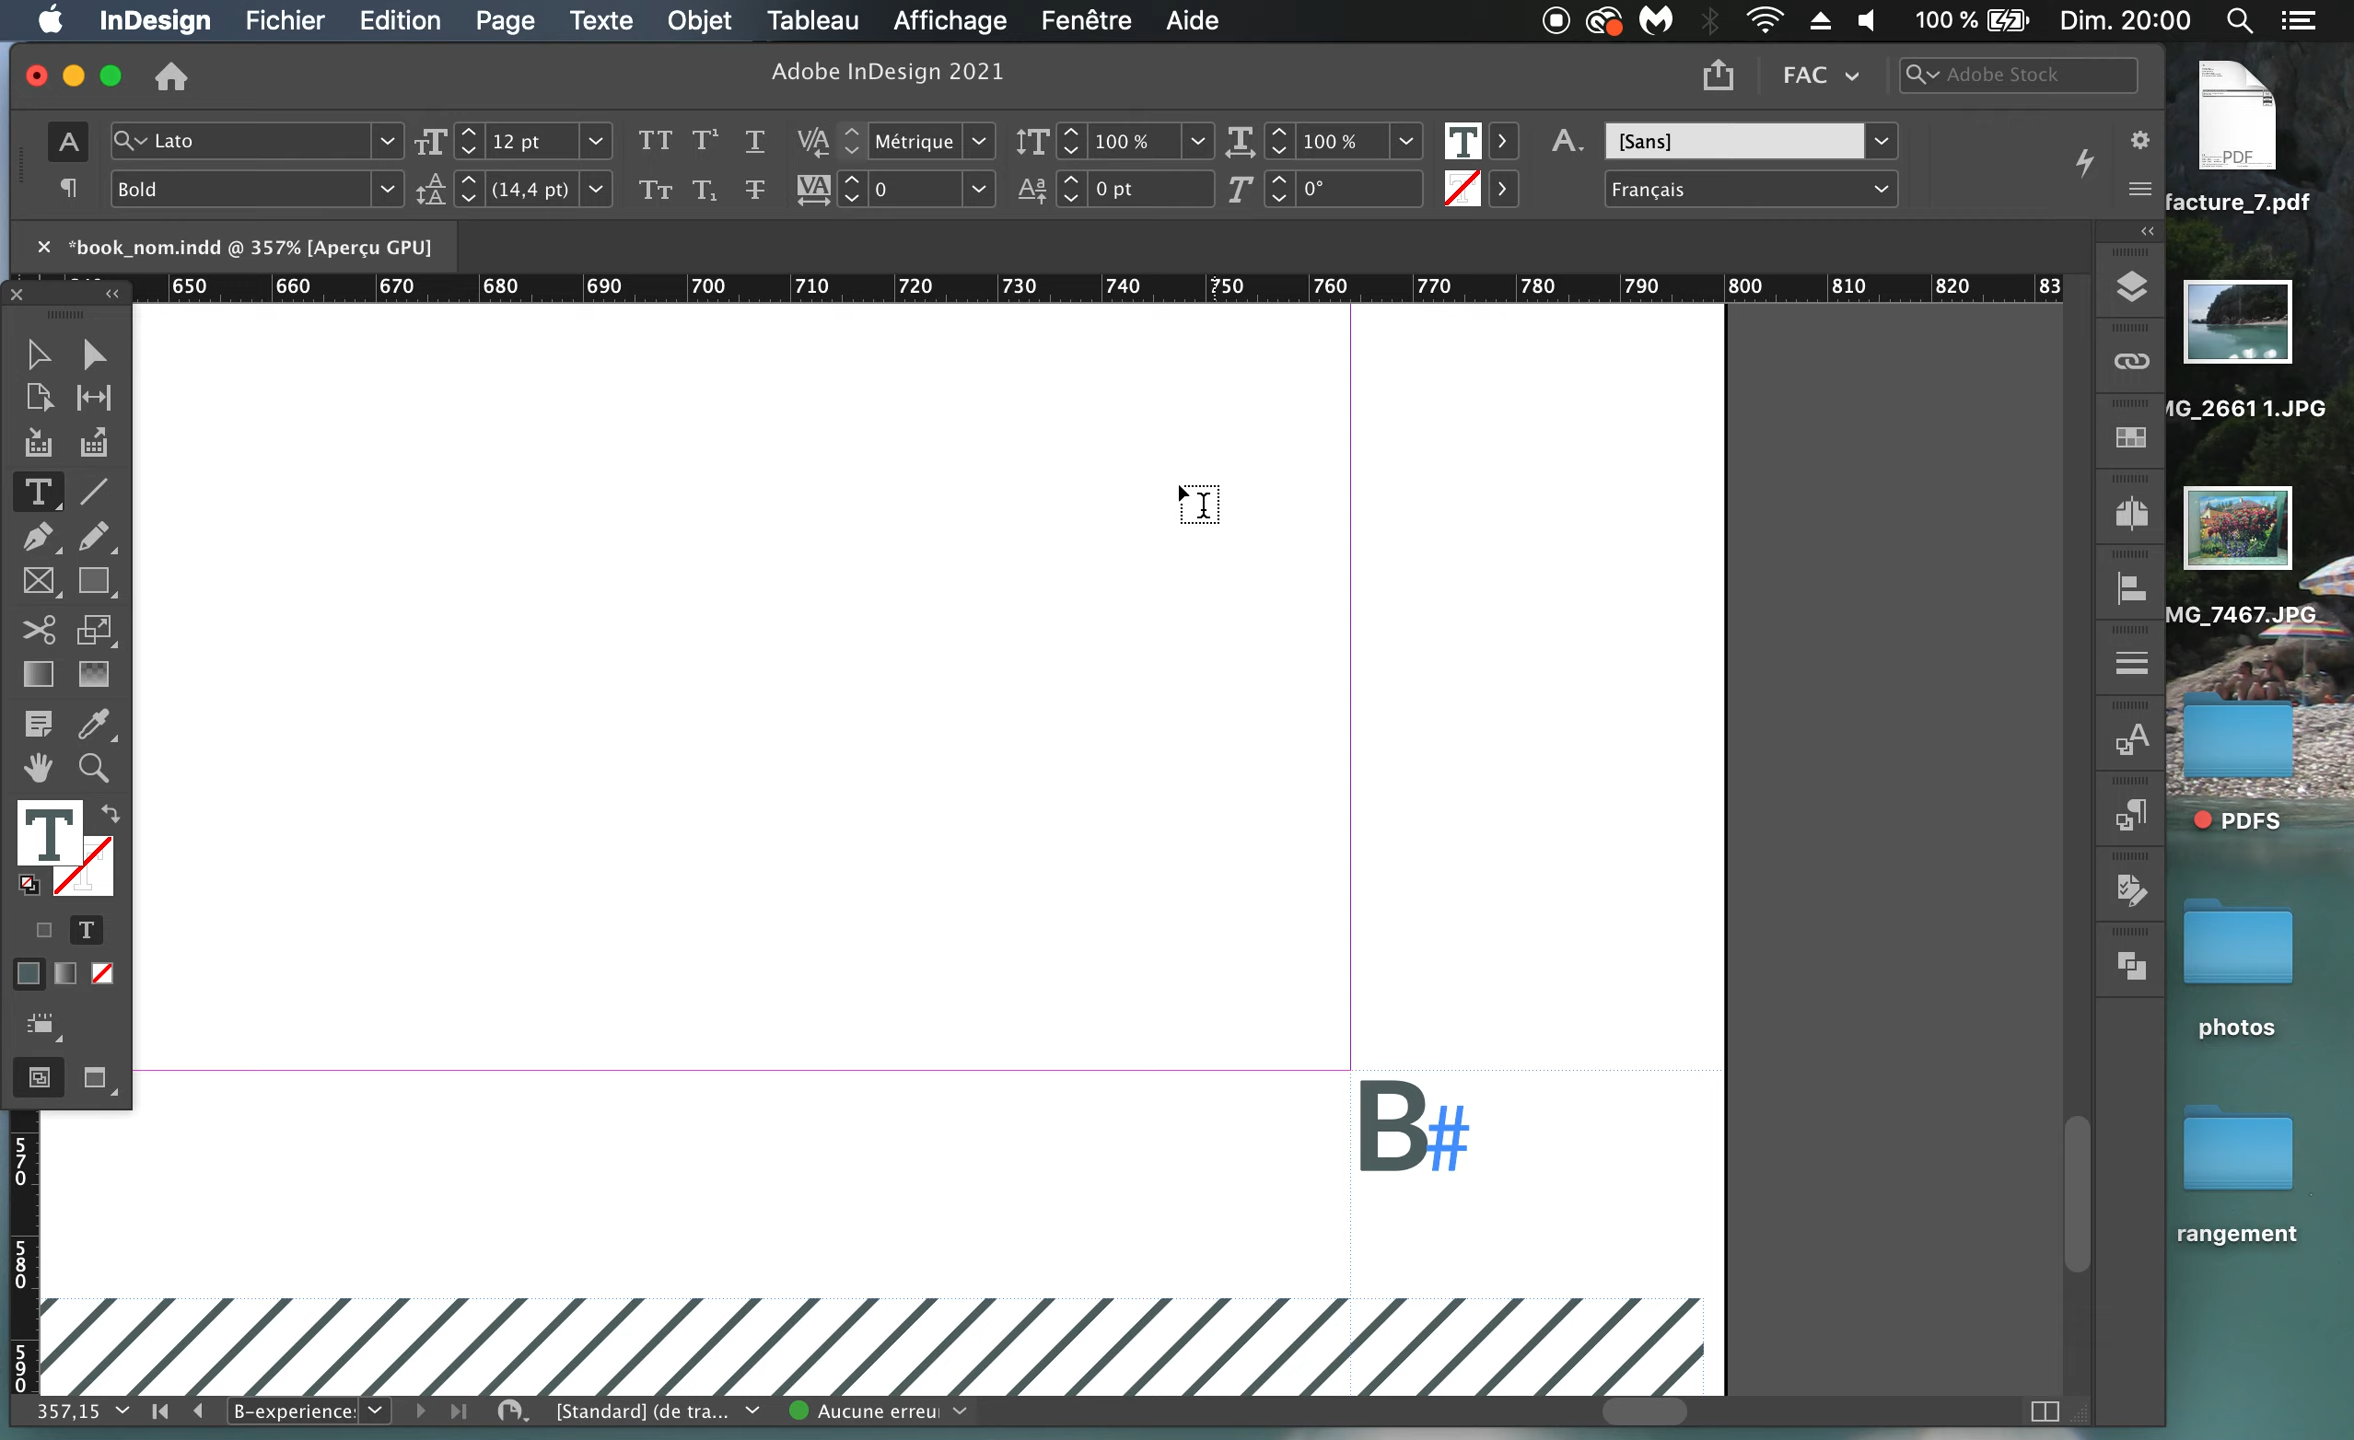 InDesign Fichier Edition Page Texte Objet Tableau Affichage Fenêtre Aide 100 % Dim. 20:00
Adobe InDesign 2021 FAC Adobe Stock
Lato 12 pt Métrique 100 % 100 % [Sans]
Bold (14,4 pt) 0 0 pt 0° Français
*book_nom.indd @ 357% [Aperçu GPU]
650 660 670 680 690 700 710 720 730 740 750 760 770 780 790 800 810 820 83
B#
570
580
590
357,15 B-experience: [Standard] (de tra... Aucune erreu
PDF
facture_7.pdf
MG_2661 1.JPG
MG_7467.JPG
PDFS
photos
rangement